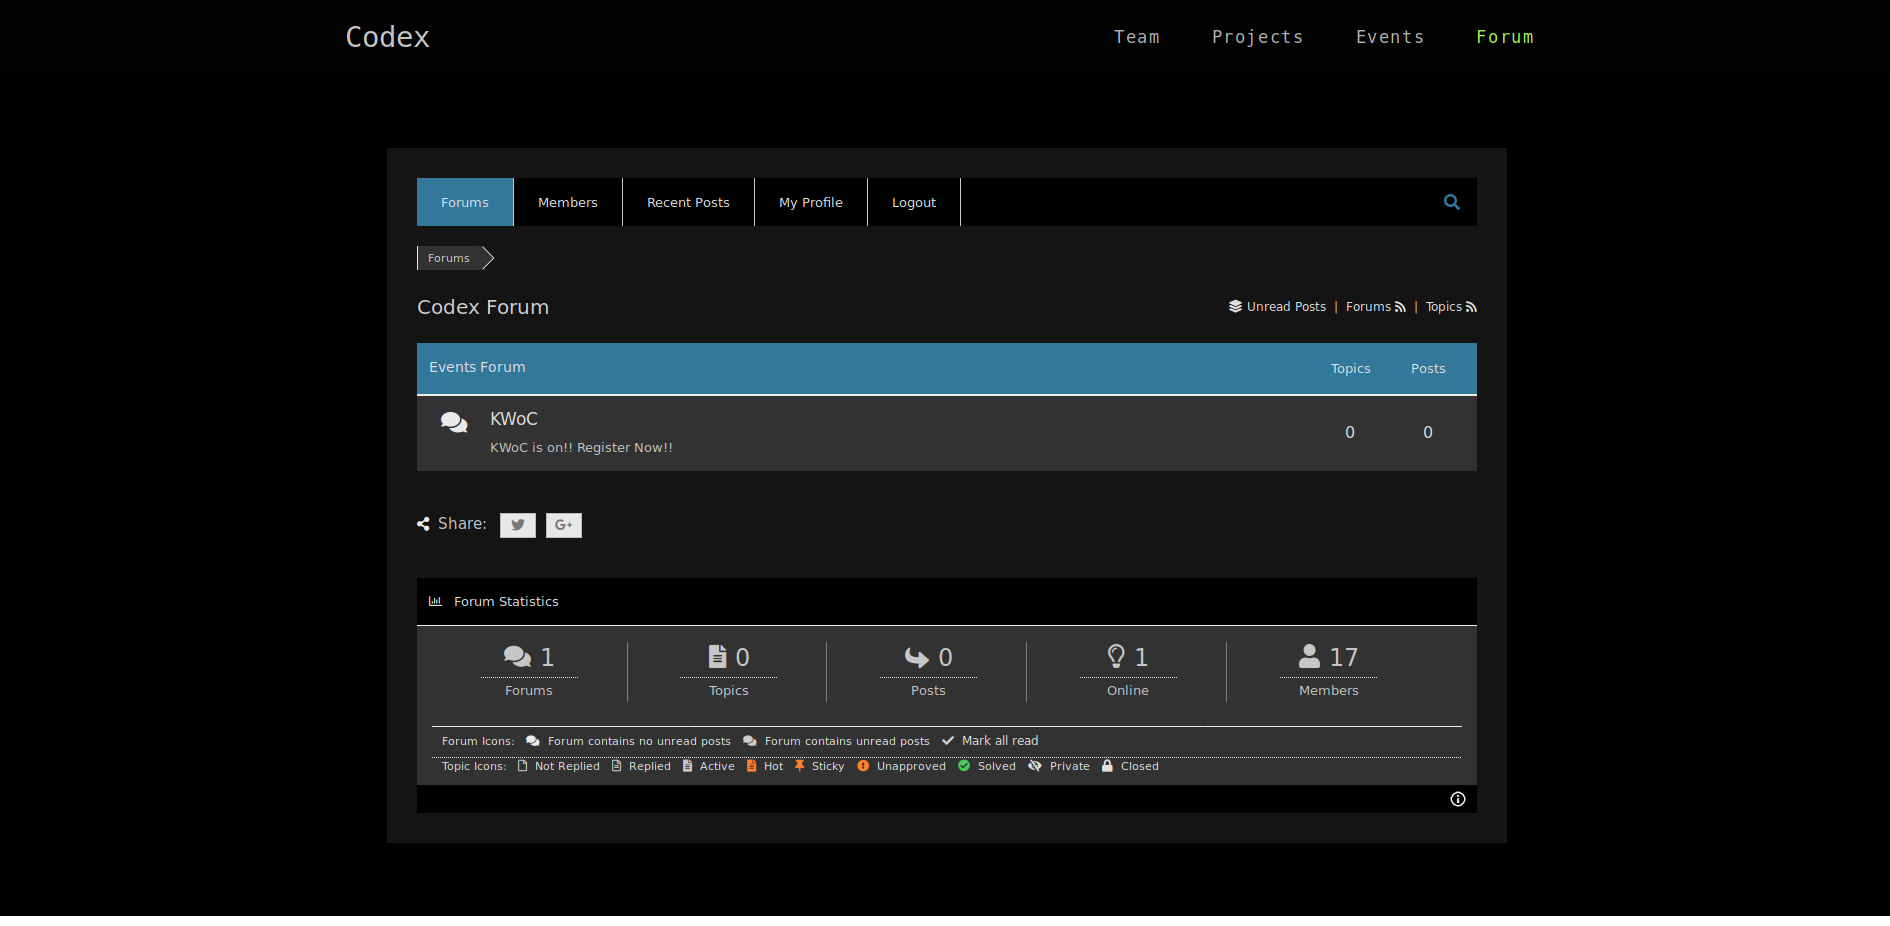 Codex Team Projects Events Forum
Forums Members Recent Posts My Profile Logout
Forums
Codex Forum Unread Posts | Forums | Topics
Events Forum Topics Posts
KWoC
0 0
KWoC is on!! Register Now!!
Share: G+
Forum Statistics
1 0 0 1 17
Forums Topics Posts Online Members
Forum Icons: Forum contains no unread posts Forum contains unread posts Mark all read
Topic Icons: Not Replied Replied Active Hot Sticky Unapproved Solved Private Closed